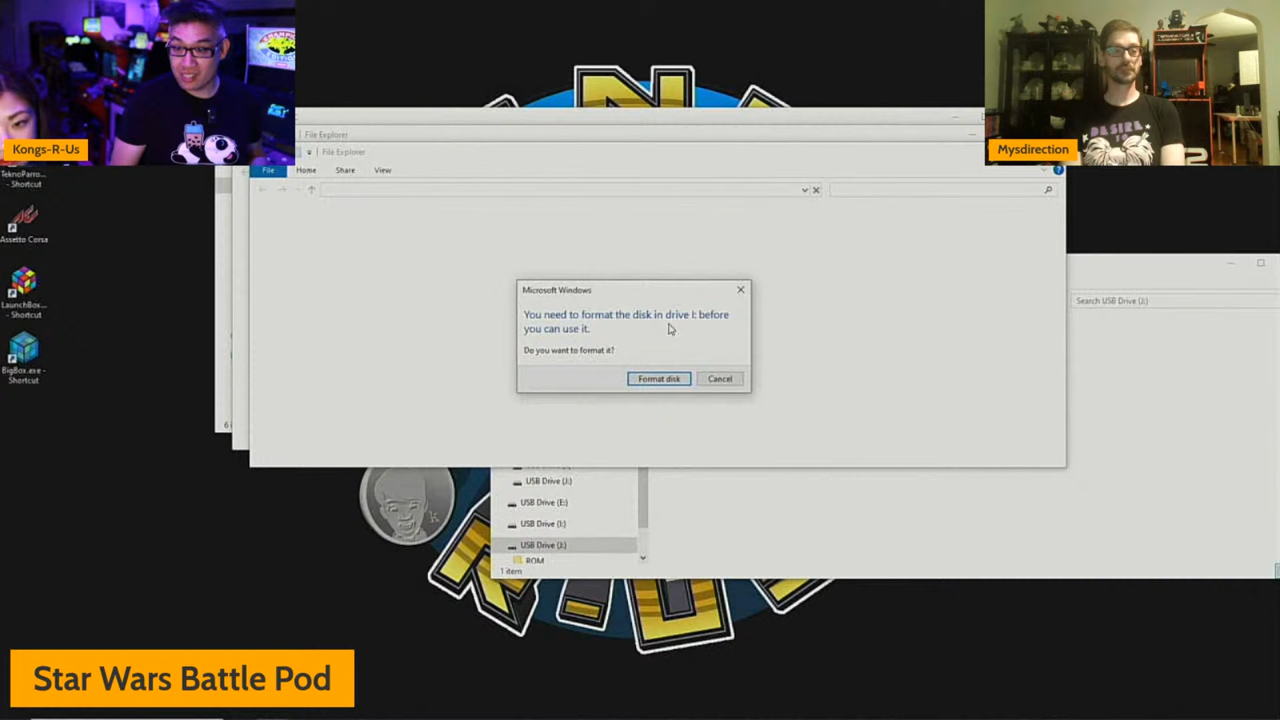 Kongs-R-Us
Mysdirection
DESIRE
File Explorer
File Explorer
File
Home
Share
View
TeknoParro...
- Shortcut
Assetto Corsa
LaunchBox...
- Shortcut
BigBox.exe -
Shortcut
Search USB Drive (J:)
Microsoft Windows
You need to format the disk in drive I: before
you can use it.
Do you want to format it?
Format disk
Cancel
USB Drive (J:)
USB Drive (E:)
USB Drive (I:)
USB Drive (J:)
ROM
1 item
Star Wars Battle Pod